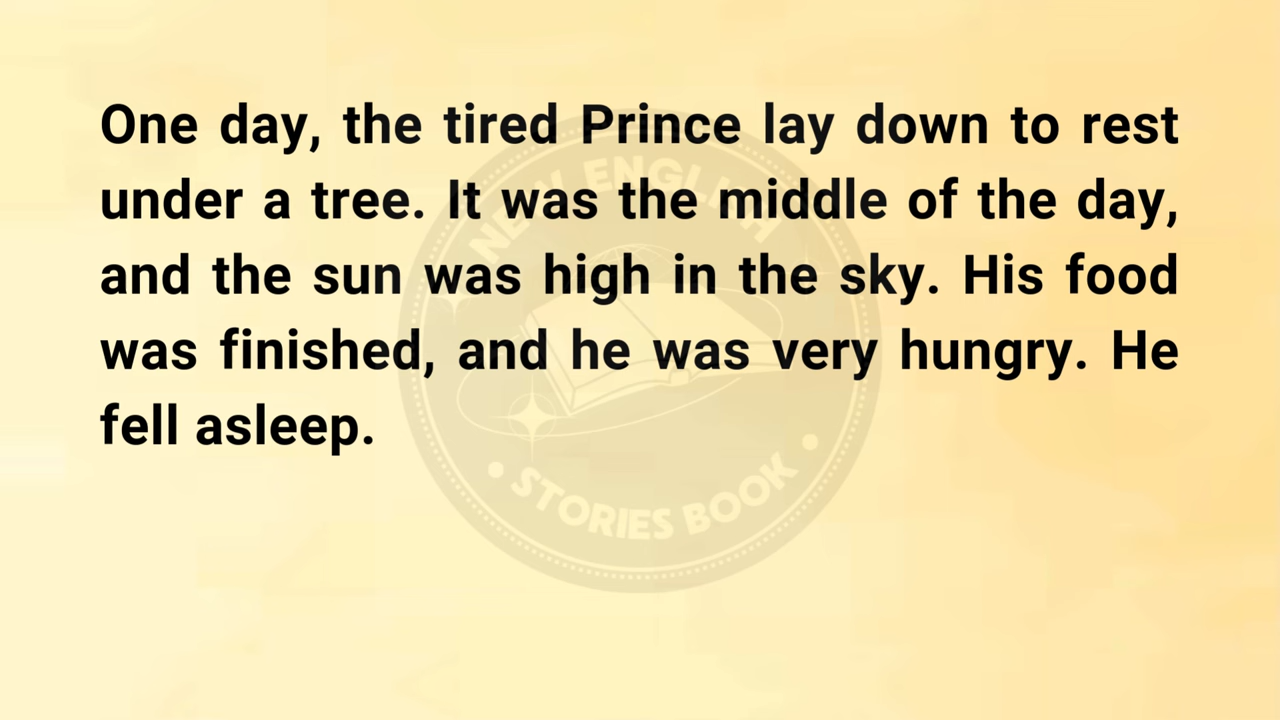 One day, the tired Prince lay down to rest
under a tree. It was the middle of the day,
and the sun was high in the sky. His food
was finished, and he was very hungry. He
fell asleep.
NEW ENGLISH
STORIES BOOK